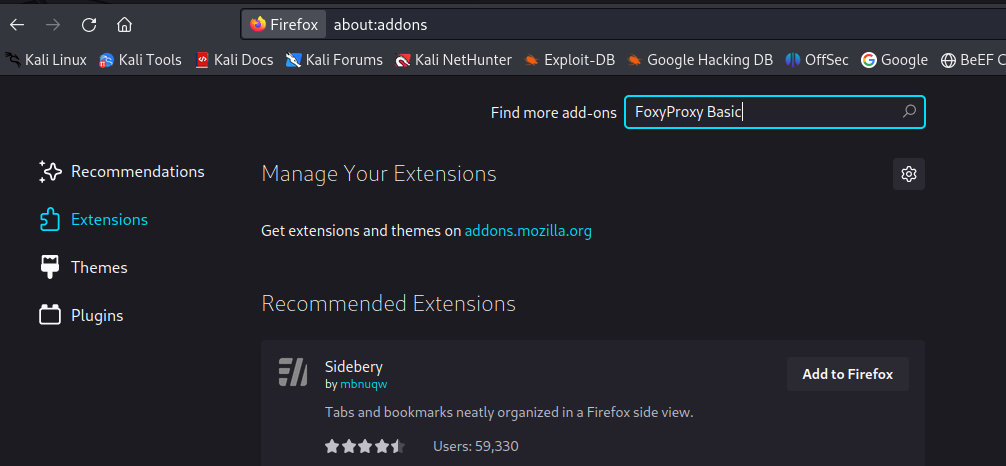 Firefox about:addons
Kali Linux Kali Tools Kali Docs Kali Forums Kali NetHunter Exploit-DB Google Hacking DB OffSec Google BeEF C
Find more add-ons FoxyProxy Basic
Recommendations
Manage Your Extensions
Extensions
Get extensions and themes on addons.mozilla.org
Themes
Recommended Extensions
Plugins
Sidebery
Add to Firefox
by mbnuqw
Tabs and bookmarks neatly organized in a Firefox side view.
Users: 59,330